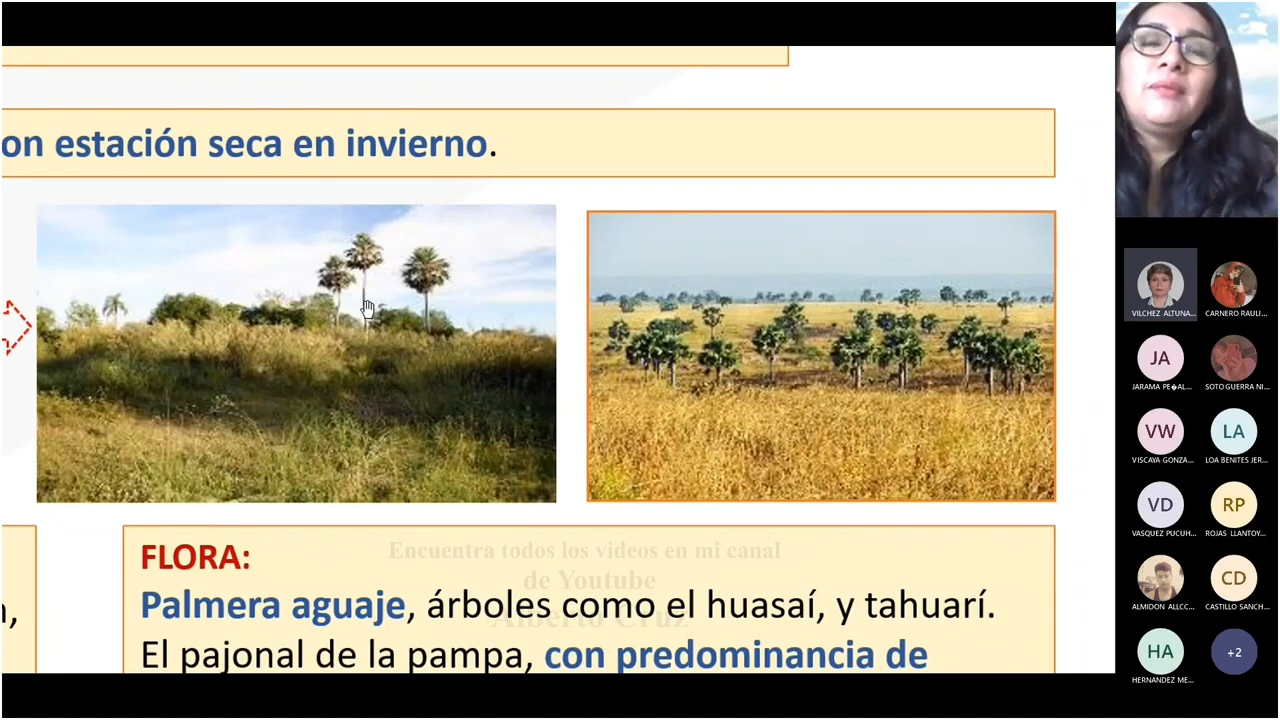 on estación seca en invierno.
FLORA:
Palmera aguaje, árboles como el huasaí, y tahuarí.
El pajonal de la pampa, con predominancia de
Encuentra todos los videos en mi canal
de Youtube
Alberto Cruz
VILCHEZ ALTUNA...
CARNERO RAULI...
JA
JARAMA PE�AL...
SOTO GUERRA NI...
VW
VISCAYA GONZA...
LA
LOA BENITES JER...
VD
VASQUEZ PUCUH...
RP
ROJAS LLANTOY...
ALMIDON ALLCC...
CD
CASTILLO SANCH...
HA
HERNANDEZ ME...
+2